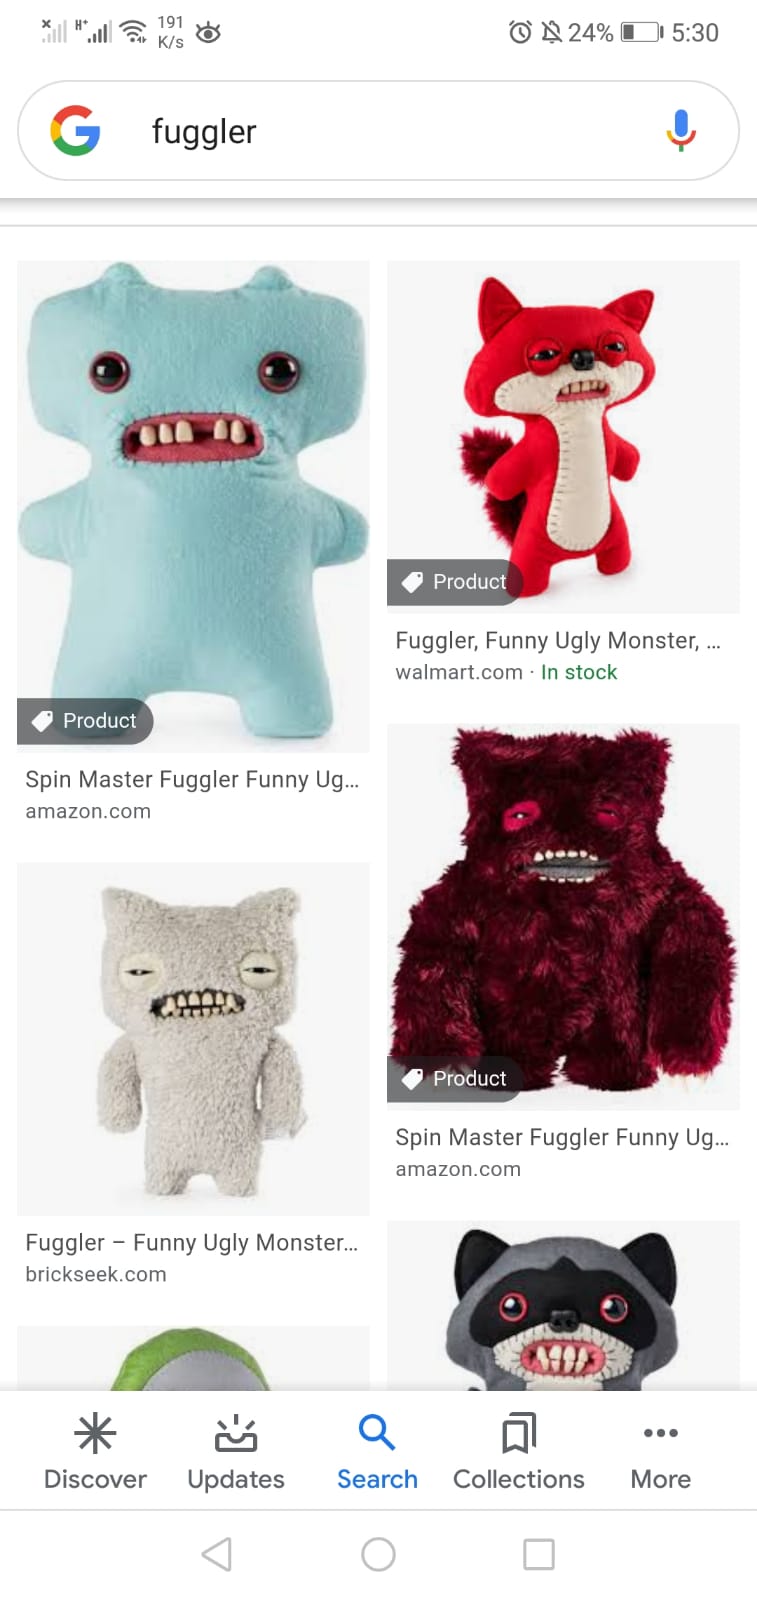 191
K/s
H+
24%
5:30
fuggler
Product
Spin Master Fuggler Funny Ug...
amazon.com
Product
Fuggler, Funny Ugly Monster, ...
walmart.com · In stock
Product
Spin Master Fuggler Funny Ug...
amazon.com
Fuggler – Funny Ugly Monster...
brickseek.com
Discover
Updates
Search
Collections
More